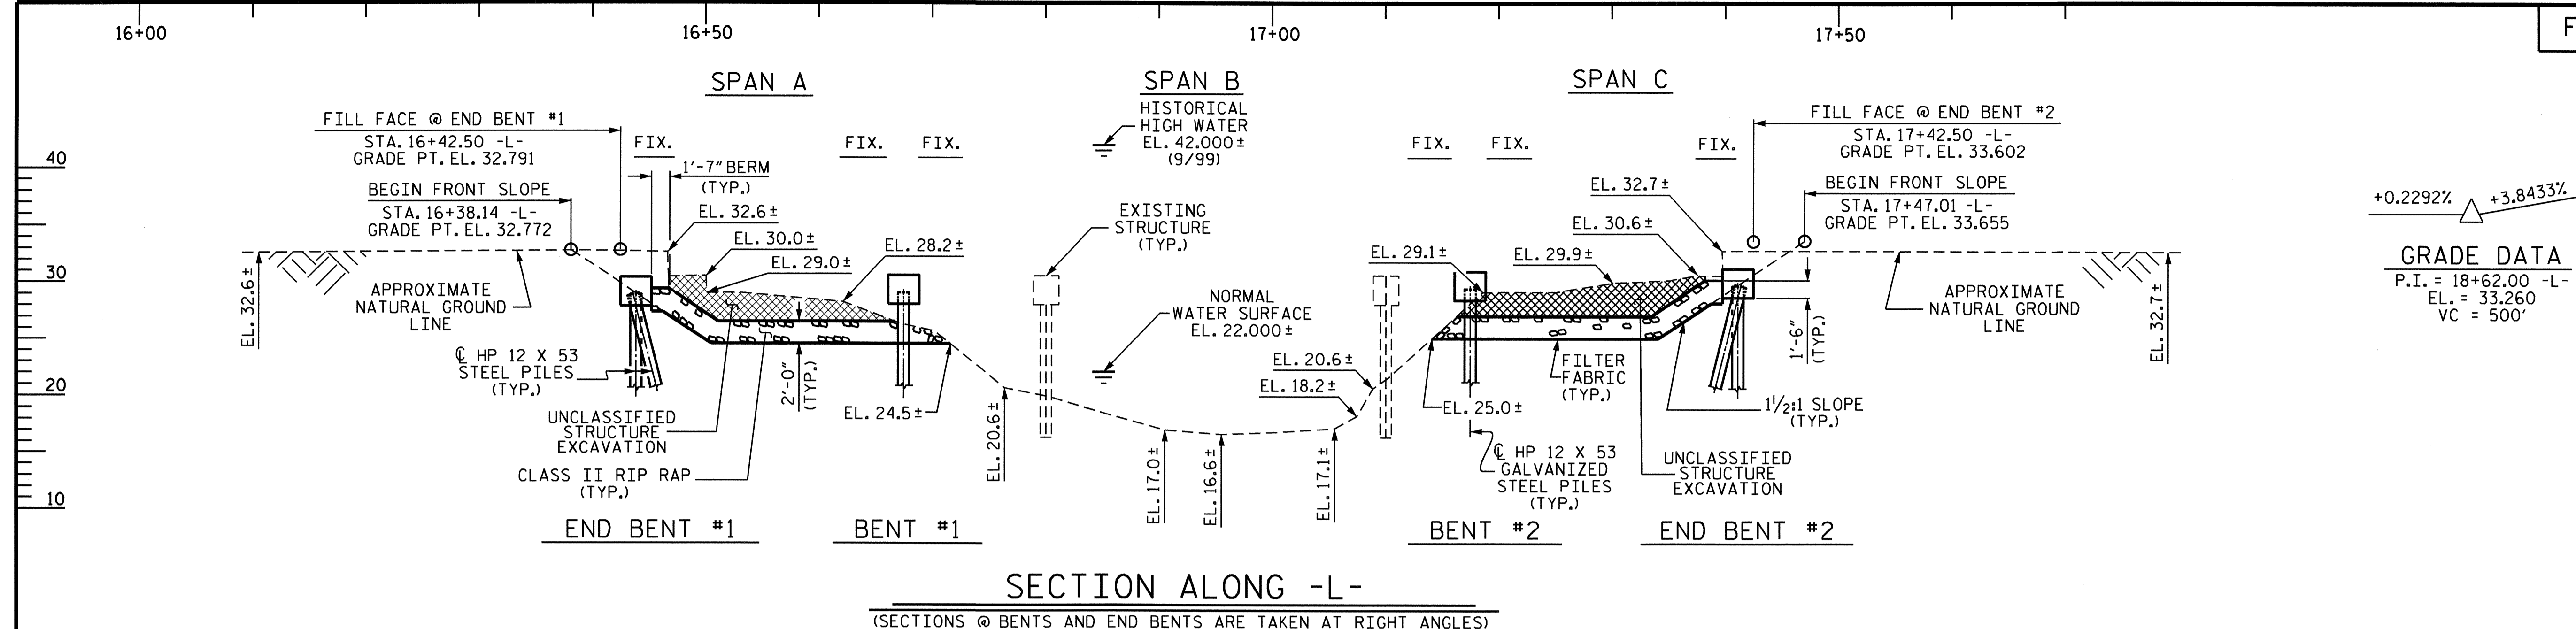 16+00
16+50
17+00
17+50
F
SPAN A
SPAN B
SPAN C
HISTORICAL
HIGH WATER
EL. 42.000±
(9/99)
FILL FACE @ END BENT #1
STA. 16+42.50 -L-
GRADE PT. EL. 32.791
FIX.
FIX.
FIX.
FIX.
FIX.
FIX.
FILL FACE @ END BENT #2
STA. 17+42.50 -L-
GRADE PT. EL. 33.602
40
30
20
10
1'-7" BERM
(TYP.)
BEGIN FRONT SLOPE
STA. 16+38.14 -L-
GRADE PT. EL. 32.772
EL. 32.6±
EL. 30.0±
EL. 29.0±
EL. 28.2±
EXISTING
STRUCTURE
(TYP.)
EL. 32.7±
EL. 30.6±
EL. 29.9±
EL. 29.1±
BEGIN FRONT SLOPE
STA. 17+47.01 -L-
GRADE PT. EL. 33.655
+0.2292%
+3.8433%
GRADE DATA
P.I. = 18+62.00 -L-
EL. = 33.260
VC = 500'
EL. 32.6±
APPROXIMATE
NATURAL GROUND
LINE
℄ HP 12 X 53
STEEL PILES
(TYP.)
UNCLASSIFIED
STRUCTURE
EXCAVATION
CLASS II RIP RAP
(TYP.)
2'-0"
(TYP.)
EL. 24.5±
EL. 20.6±
NORMAL
WATER SURFACE
EL. 22.000±
EL. 17.0±
EL. 16.6±
EL. 17.1±
EL. 20.6±
EL. 18.2±
EL. 25.0±
℄ HP 12 X 53
GALVANIZED
STEEL PILES
(TYP.)
FILTER
FABRIC
(TYP.)
UNCLASSIFIED
STRUCTURE
EXCAVATION
1½:1 SLOPE
(TYP.)
1'-6"
(TYP.)
APPROXIMATE
NATURAL GROUND
LINE
EL. 32.7±
END BENT #1
BENT #1
BENT #2
END BENT #2
SECTION ALONG -L-
(SECTIONS @ BENTS AND END BENTS ARE TAKEN AT RIGHT ANGLES)